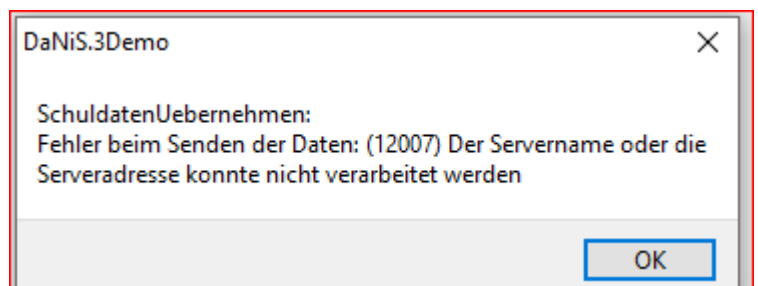 DaNiS.3Demo
SchuldatenUebernehmen:
Fehler beim Senden der Daten: (12007) Der Servername oder die
Serveradresse konnte nicht verarbeitet werden
OK